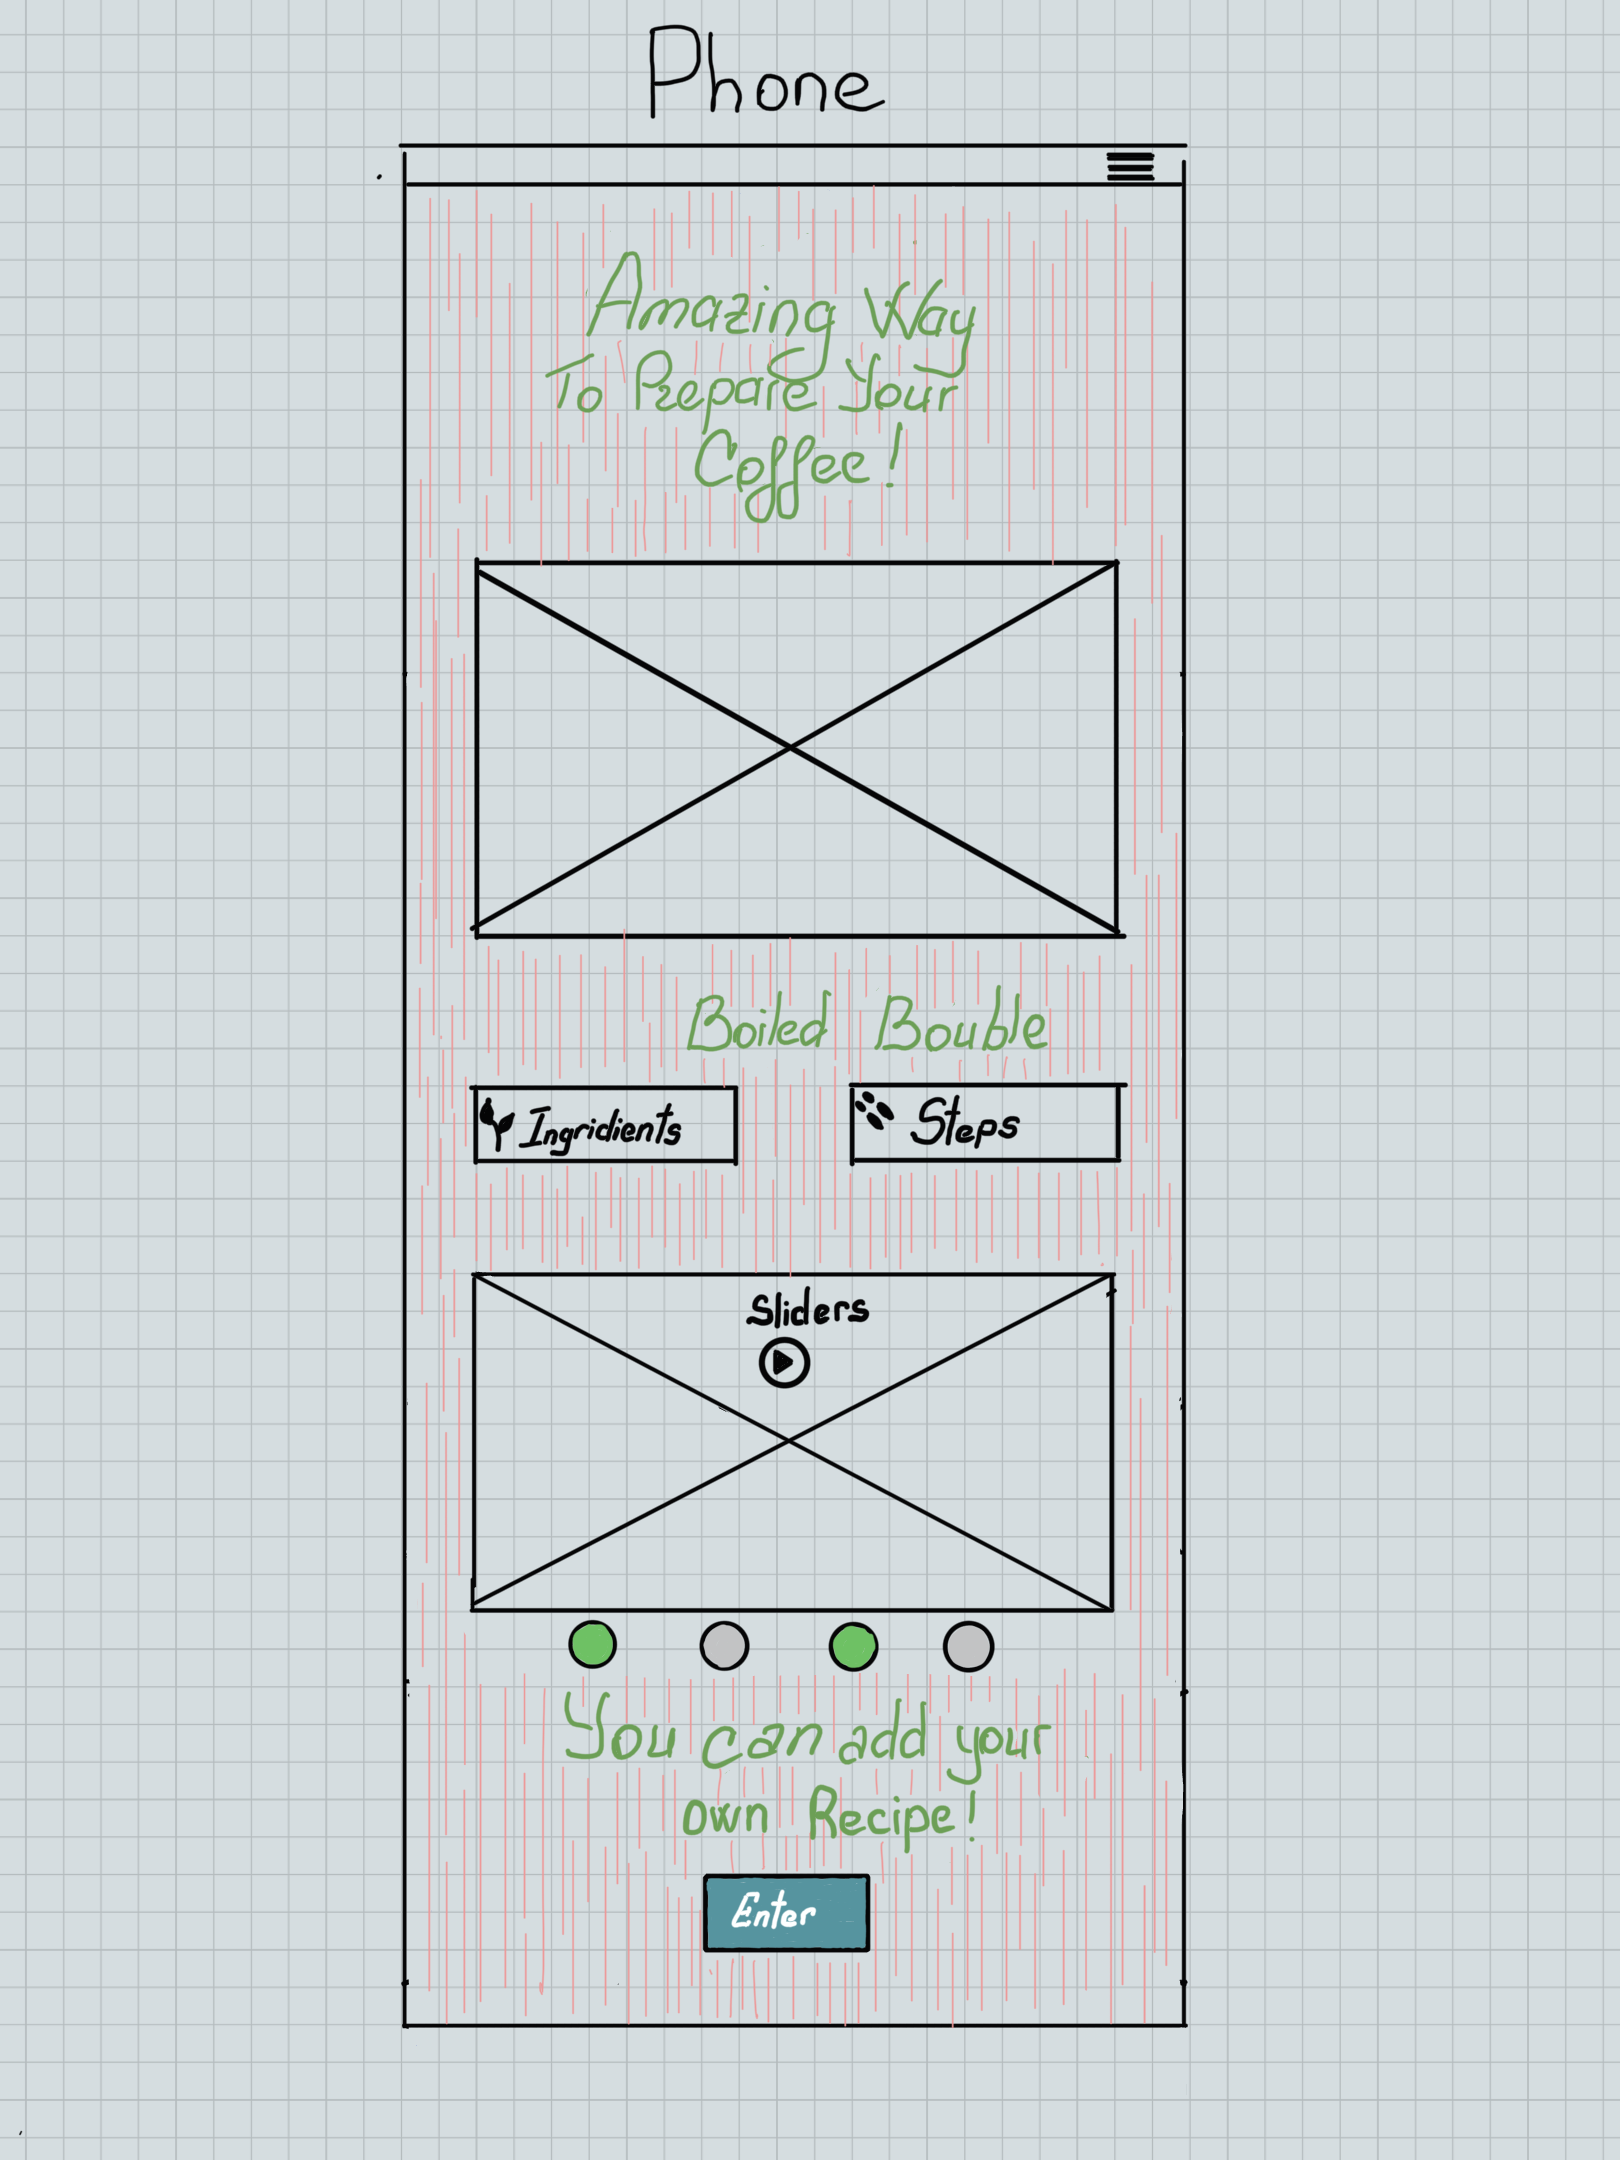 Phone
Amazing Way
To Prepare Your
Coffee!
Boiled Bouble
Ingridients
Steps
Sliders
You can add your
own Recipe!
Enter